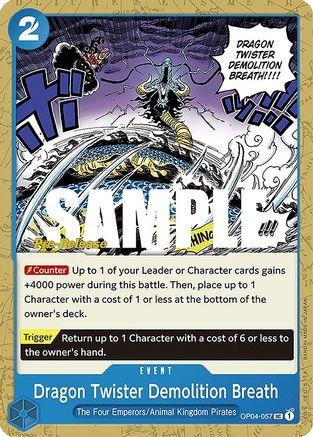 2
DRAGON
TWISTER
DEMOLITION
BREATH!!!!
SAMPLE
Pre-Release
Counter Up to 1 of your Leader or Character cards gains
+4000 power during this battle. Then, place up to 1
Character with a cost of 1 or less at the bottom of the
owner's deck.
Trigger Return up to 1 Character with a cost of 6 or less to
the owner's hand.
EVENT
Dragon Twister Demolition Breath
The Four Emperors/Animal Kingdom Pirates
OP04-057 UC 1